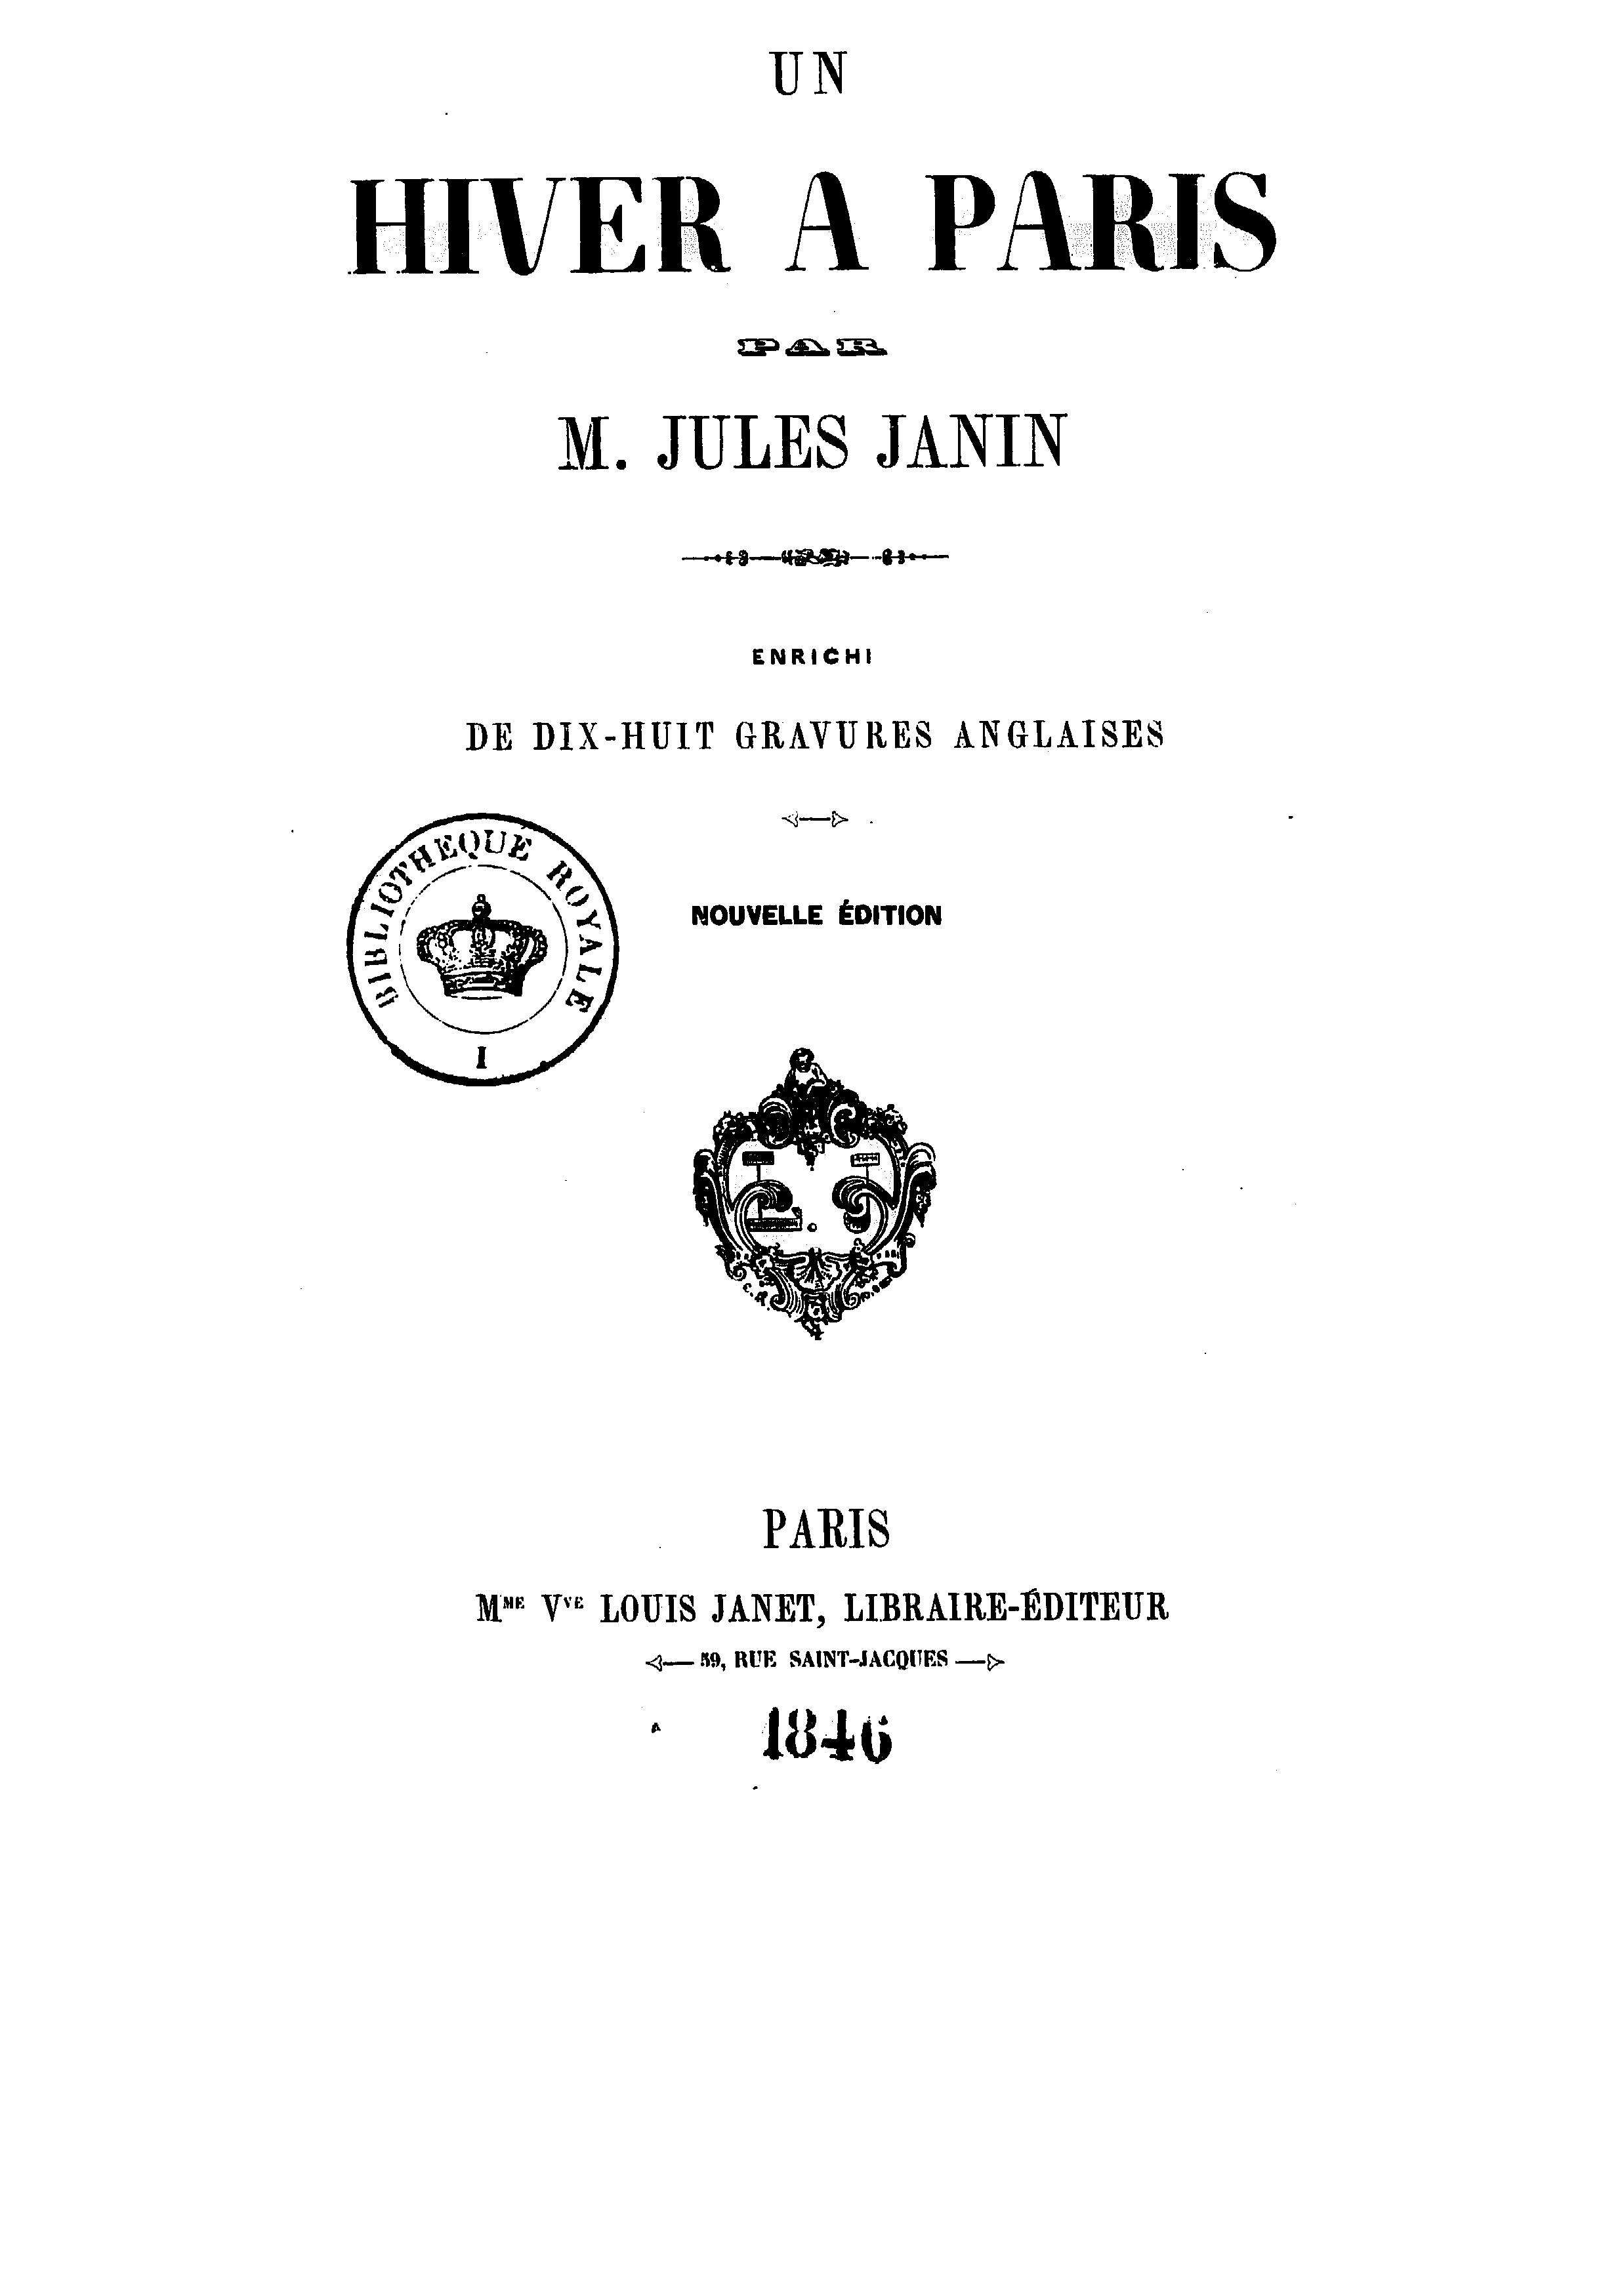 UN
HIVER A PARIS
PAR
M. JULES JANIN
ENRICHI
DE DIX-HUIT GRAVURES ANGLAISES
BIBLIOTHEQUE ROYALE
I
NOUVELLE ÉDITION
L. J.
PARIS
MME VVE LOUIS JANET, LIBRAIRE-ÉDITEUR
59, RUE SAINT-JACQUES
1846